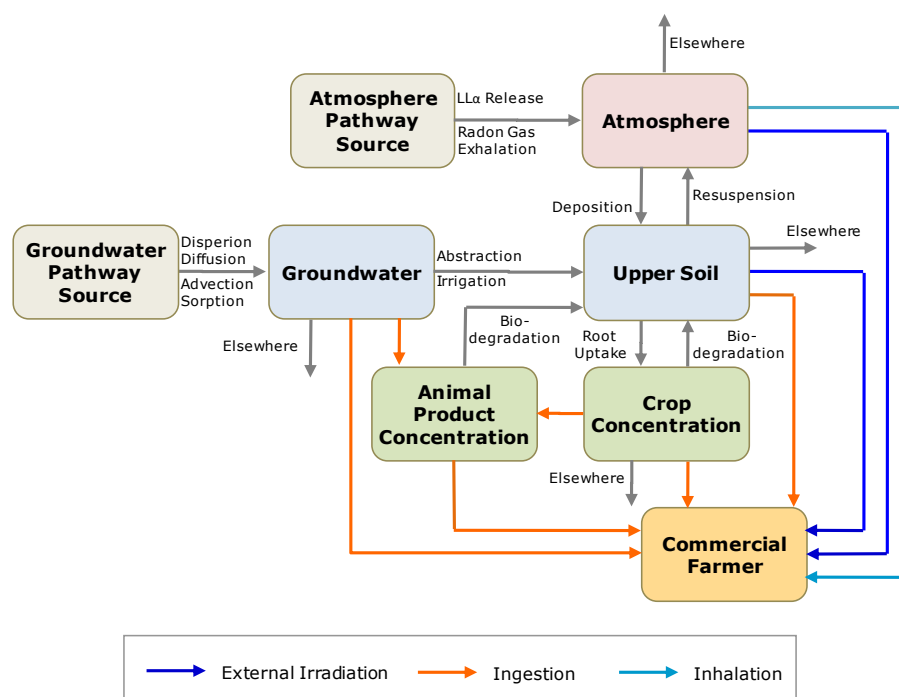 Elsewhere
Atmosphere
Pathway
Source
LLα Release
Radon Gas
Exhalation
Atmosphere
Deposition
Resuspension
Groundwater
Pathway
Source
Disperion
Diffusion
Advection
Sorption
Groundwater
Abstraction
Irrigation
Upper Soil
Elsewhere
Elsewhere
Bio-
degradation
Root
Uptake
Bio-
degradation
Animal
Product
Concentration
Crop
Concentration
Elsewhere
Commercial
Farmer
External Irradiation
Ingestion
Inhalation